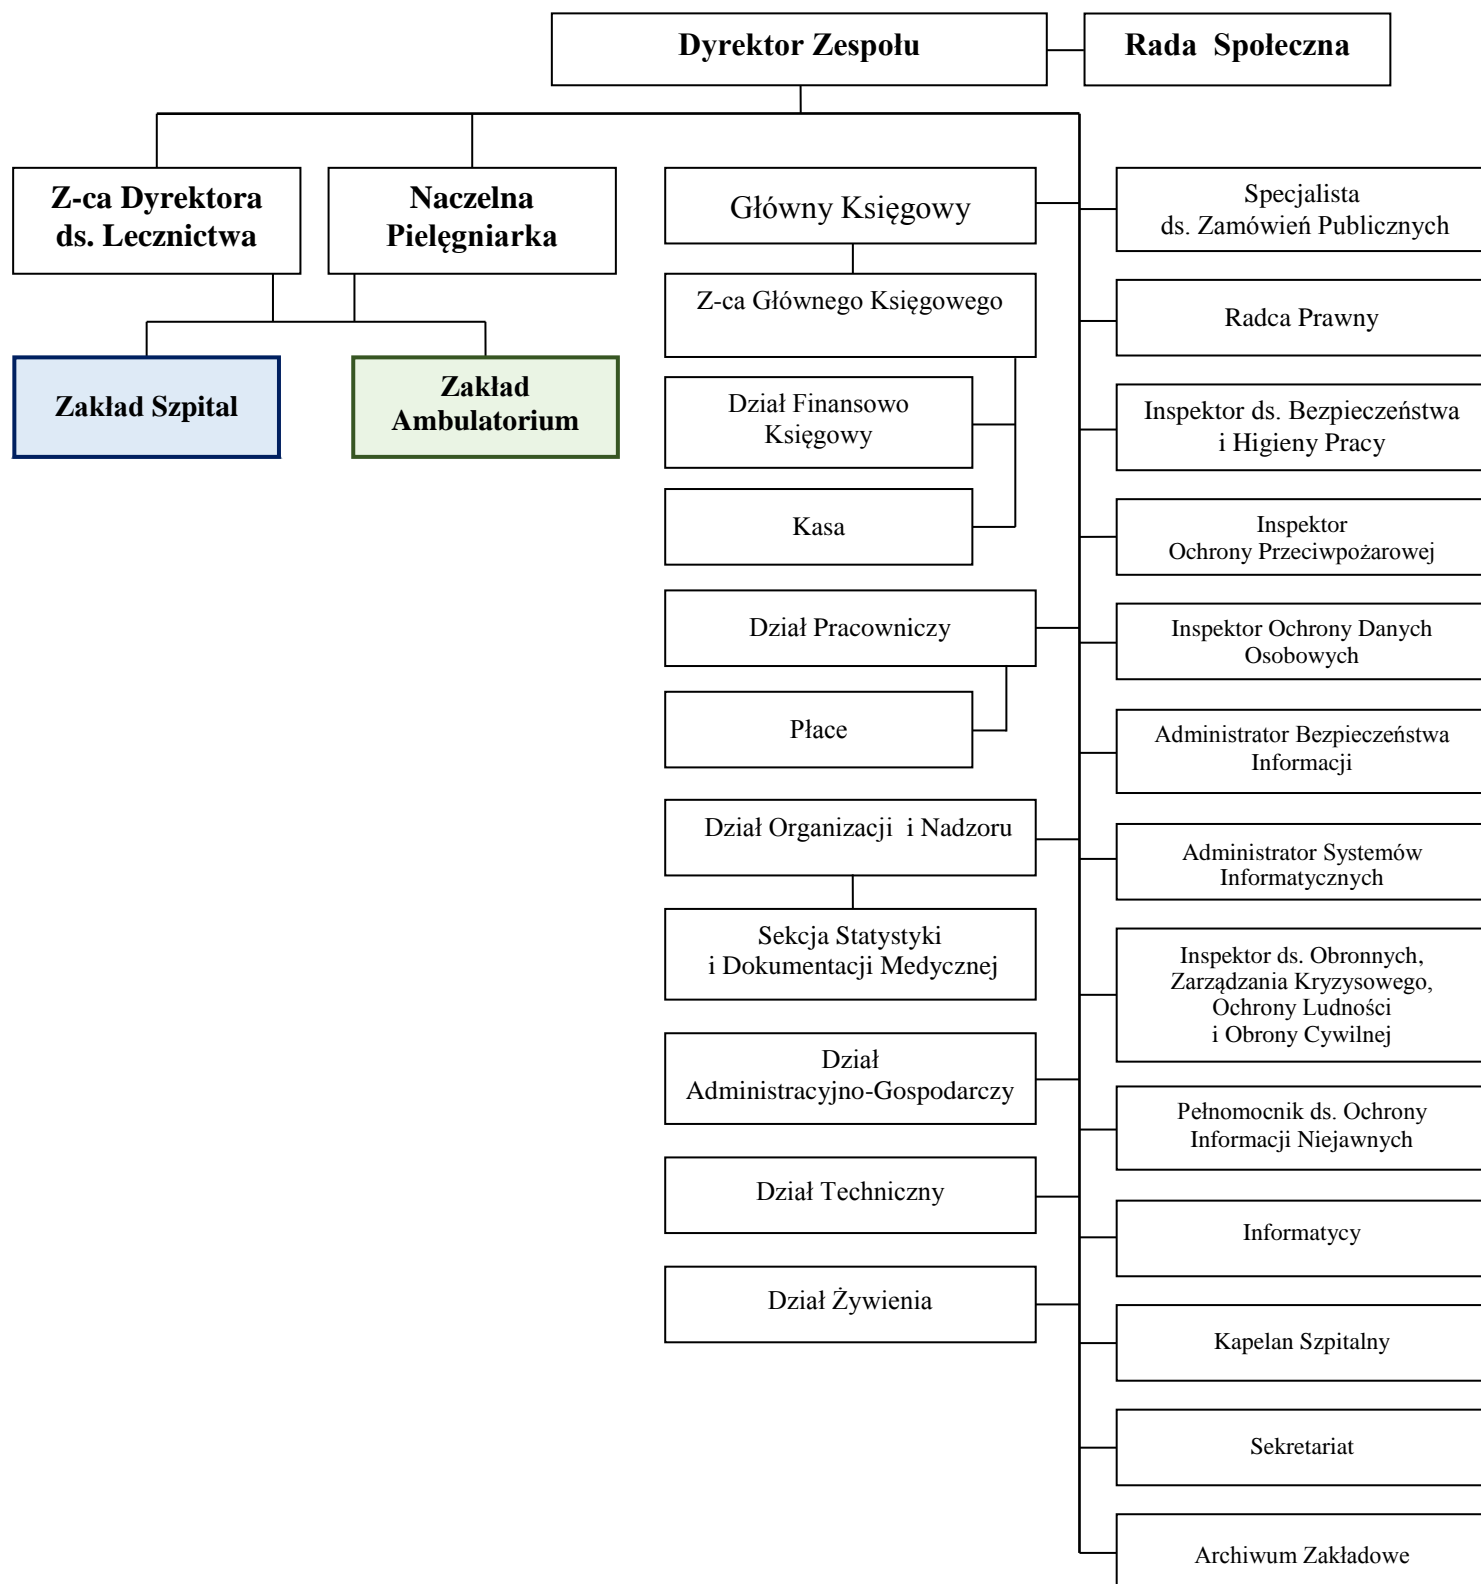 Dyrektor Zespołu
Rada Społeczna
Z-ca Dyrektora
ds. Lecznictwa
Naczelna
Pielęgniarka
Zakład Szpital
Zakład
Ambulatorium
Główny Księgowy
Z-ca Głównego Księgowego
Dział Finansowo
Księgowy
Kasa
Dział Pracowniczy
Płace
Dział Organizacji i Nadzoru
Sekcja Statystyki
i Dokumentacji Medycznej
Dział
Administracyjno-Gospodarczy
Dział Techniczny
Dział Żywienia
Specjalista
ds. Zamówień Publicznych
Radca Prawny
Inspektor ds. Bezpieczeństwa
i Higieny Pracy
Inspektor
Ochrony Przeciwpożarowej
Inspektor Ochrony Danych
Osobowych
Administrator Bezpieczeństwa
Informacji
Administrator Systemów
Informatycznych
Inspektor ds. Obronnych,
Zarządzania Kryzysowego,
Ochrony Ludności
i Obrony Cywilnej
Pełnomocnik ds. Ochrony
Informacji Niejawnych
Informatycy
Kapelan Szpitalny
Sekretariat
Archiwum Zakładowe